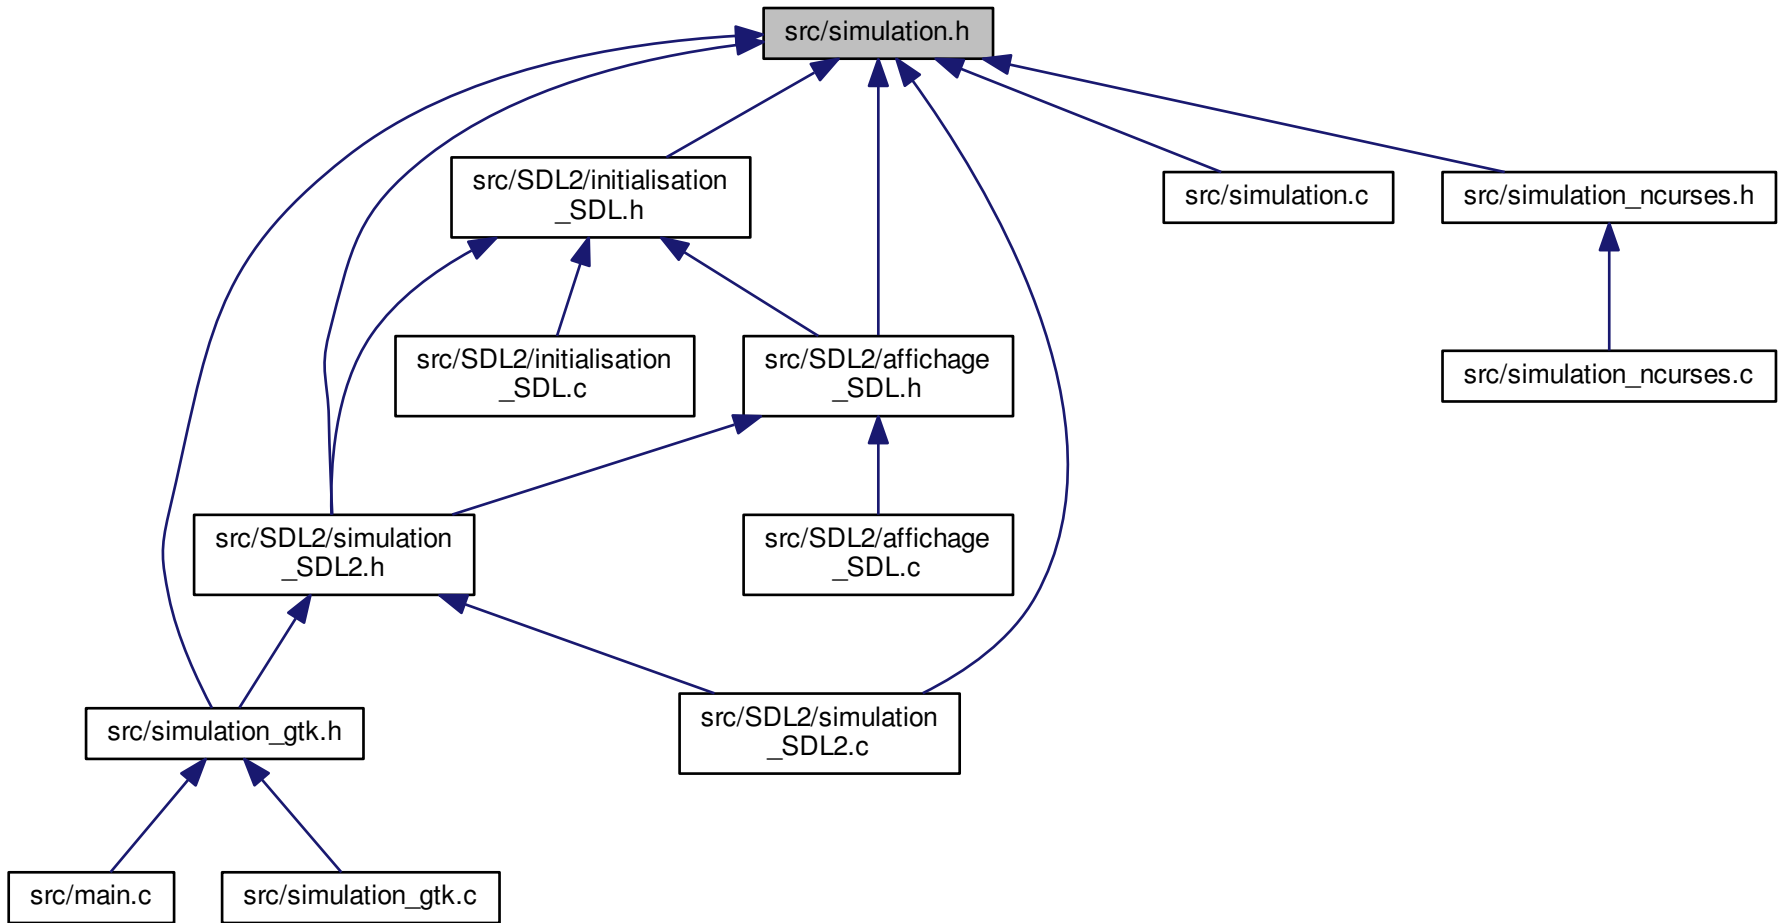 src/simulation.h
src/SDL2/initialisation
_SDL.h
src/simulation.c
src/simulation_ncurses.h
src/SDL2/initialisation
_SDL.c
src/SDL2/affichage
_SDL.h
src/simulation_ncurses.c
src/SDL2/simulation
_SDL2.h
src/SDL2/affichage
_SDL.c
src/simulation_gtk.h
src/SDL2/simulation
_SDL2.c
src/main.c
src/simulation_gtk.c